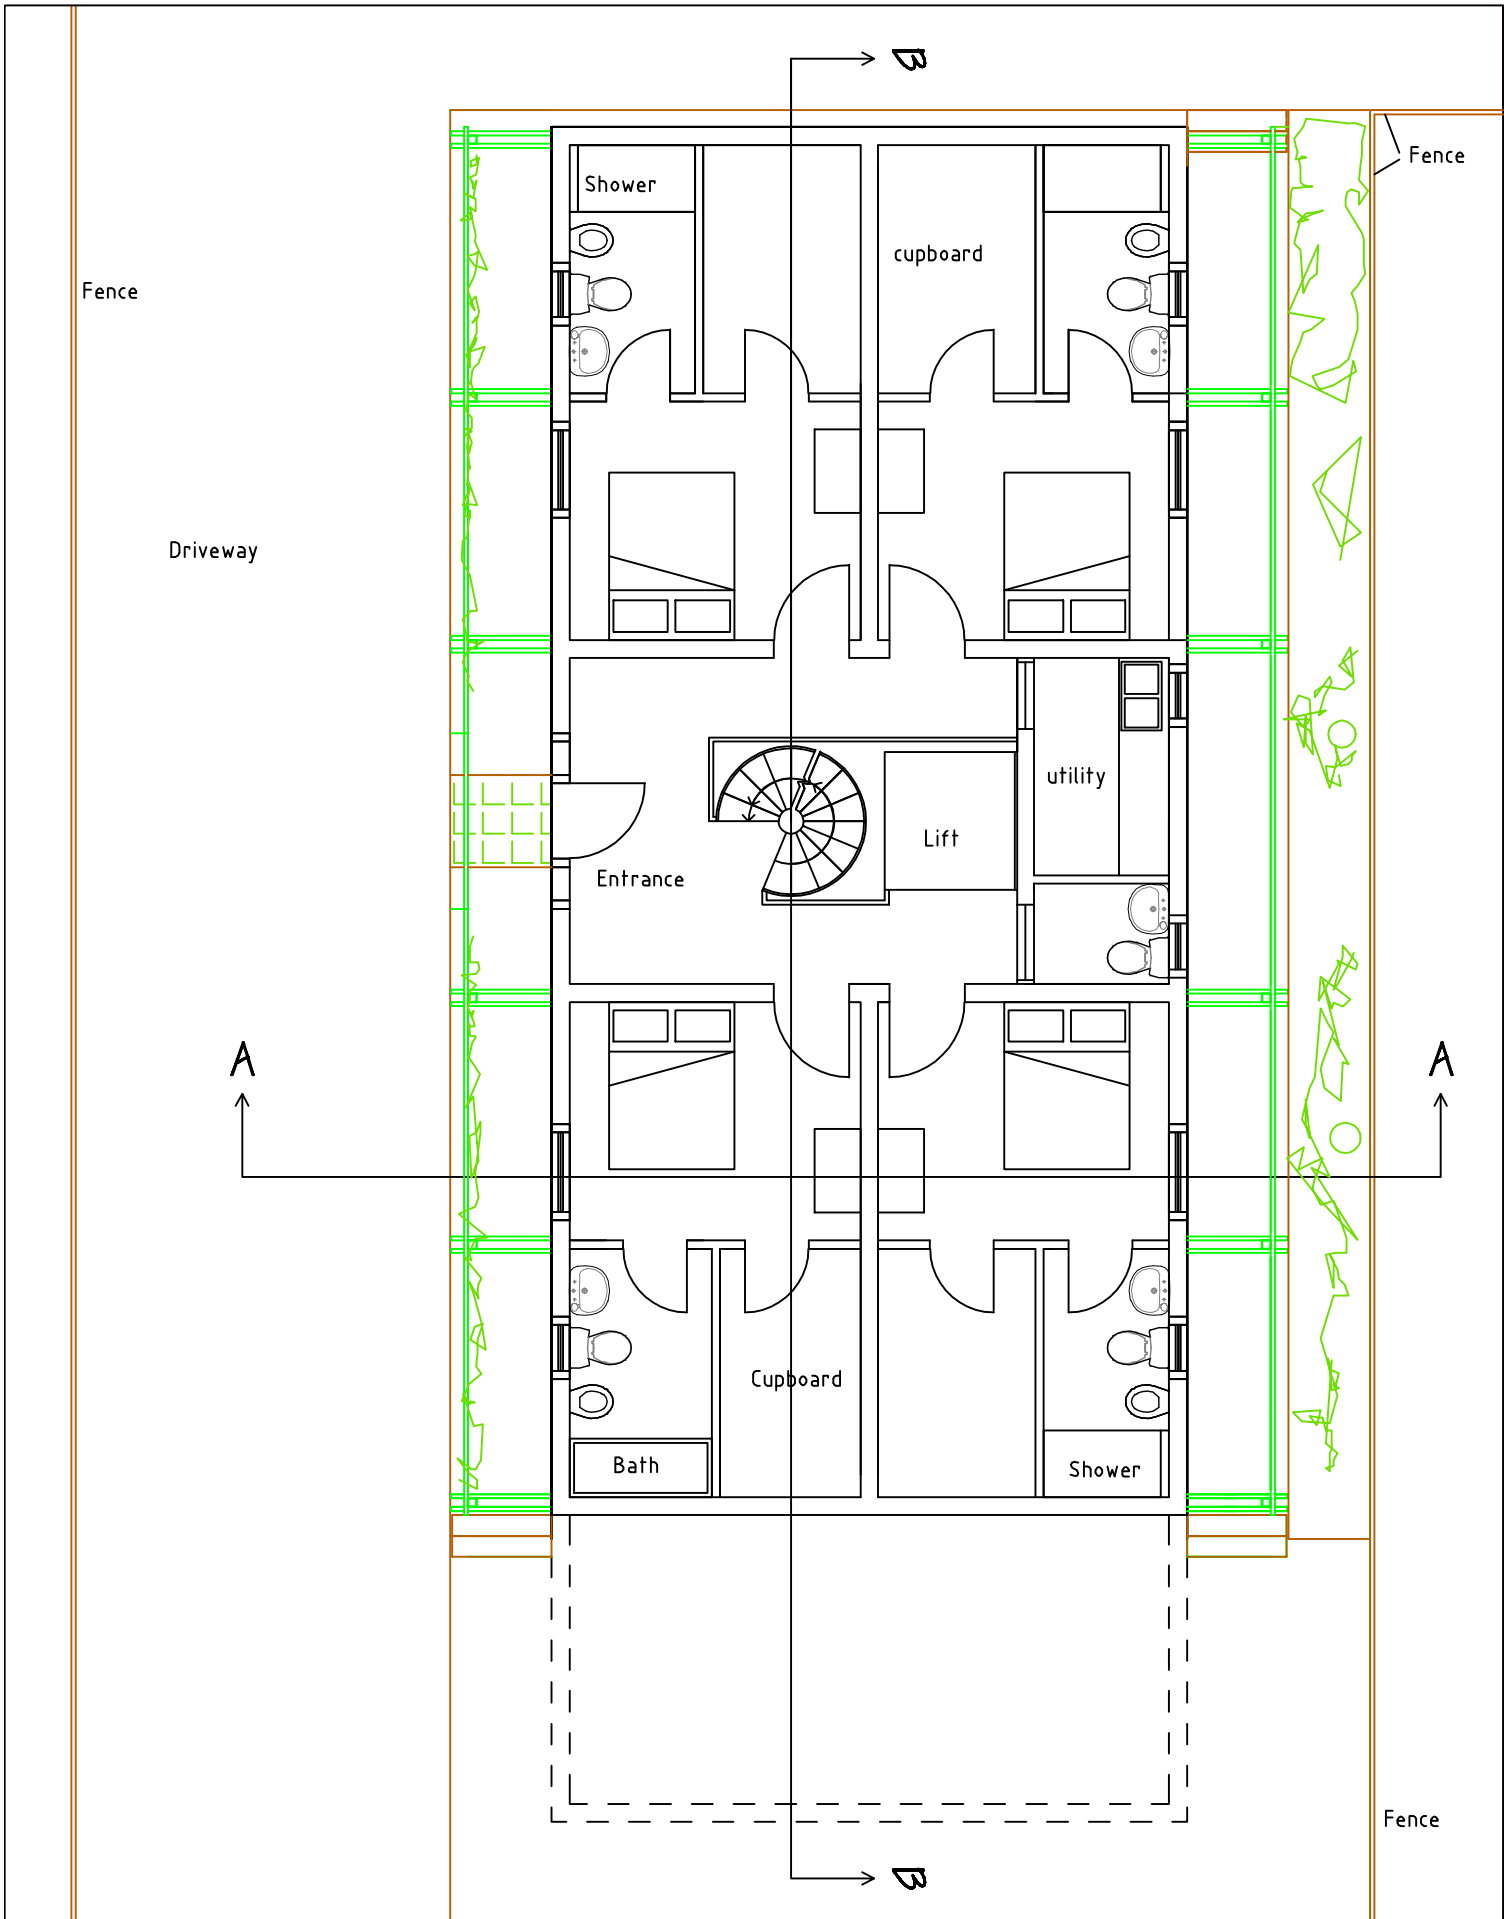 B
Fence
Shower
cupboard
Fence
Driveway
utility
Lift
Entrance
A
A
Cupboard
Bath
Shower
Fence
B